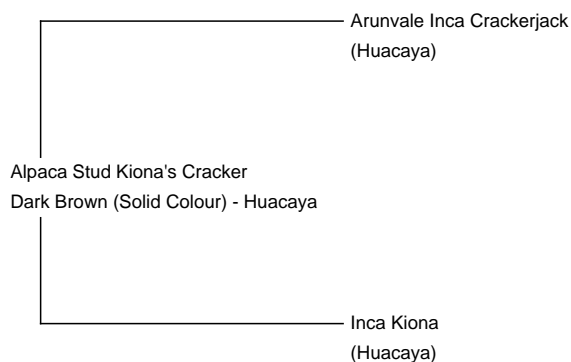 Arunvale Inca Crackerjack
(Huacaya)
Alpaca Stud Kiona's Cracker
Dark Brown (Solid Colour) - Huacaya
Inca Kiona
(Huacaya)